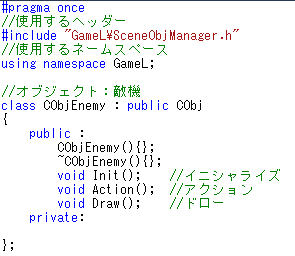 #pragma once
//使用するヘッダー
#include "GameL¥SceneObjManager.h"
//使用するネームスペース
using namespace GameL;
//オブジェクト：敵機
class CObjEnemy : public CObj
{
public :
CObjEnemy(){};
~CObjEnemy(){};
void Init(); //イニシャライズ
void Action(); //アクション
void Draw(); //ドロー
private:
};